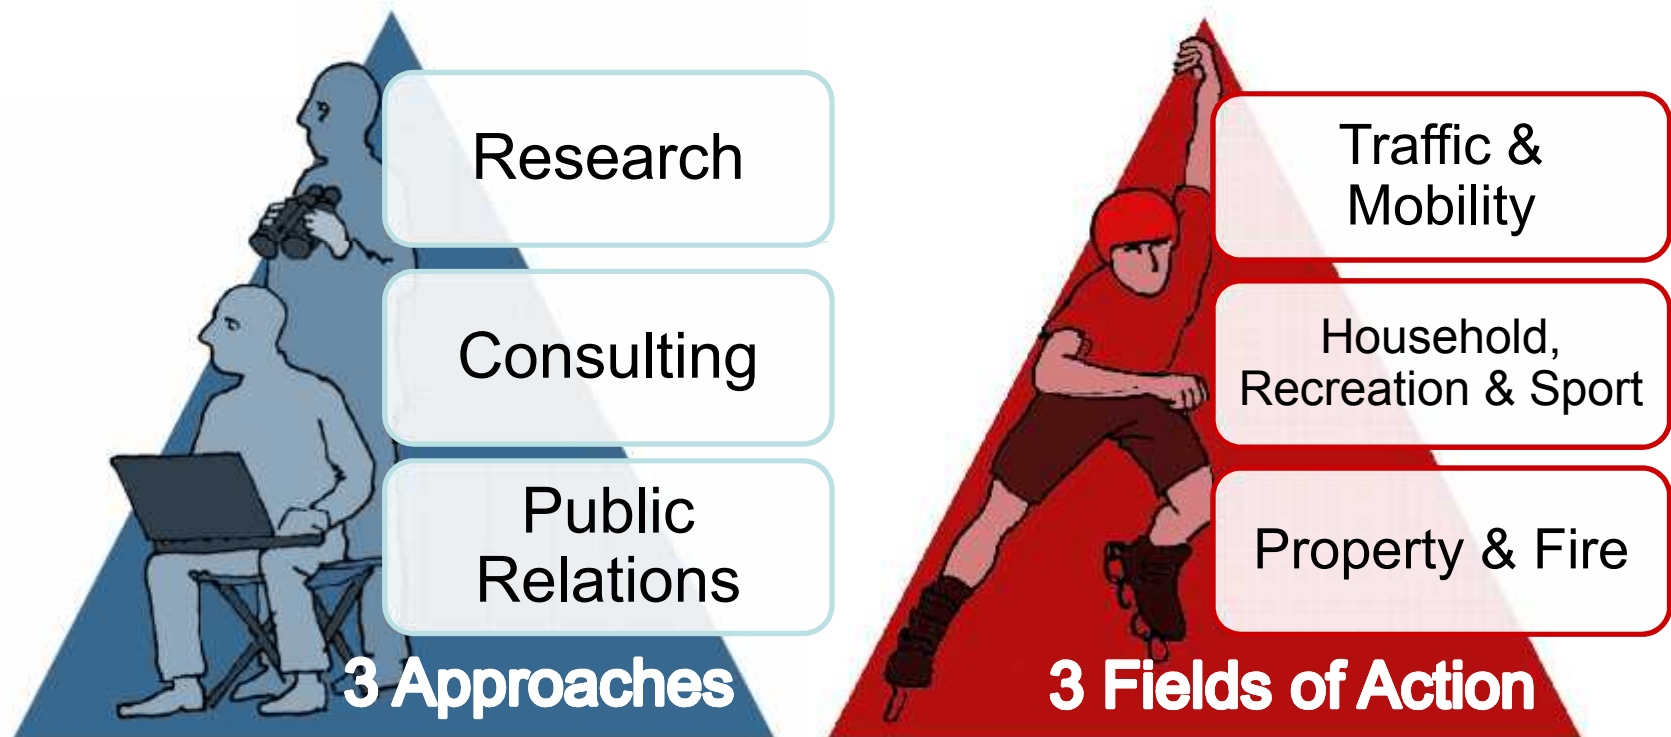 Research
Consulting
Public
Relations
3 Approaches
Traffic &
Mobility
Household,
Recreation & Sport
Property & Fire
3 Fields of Action